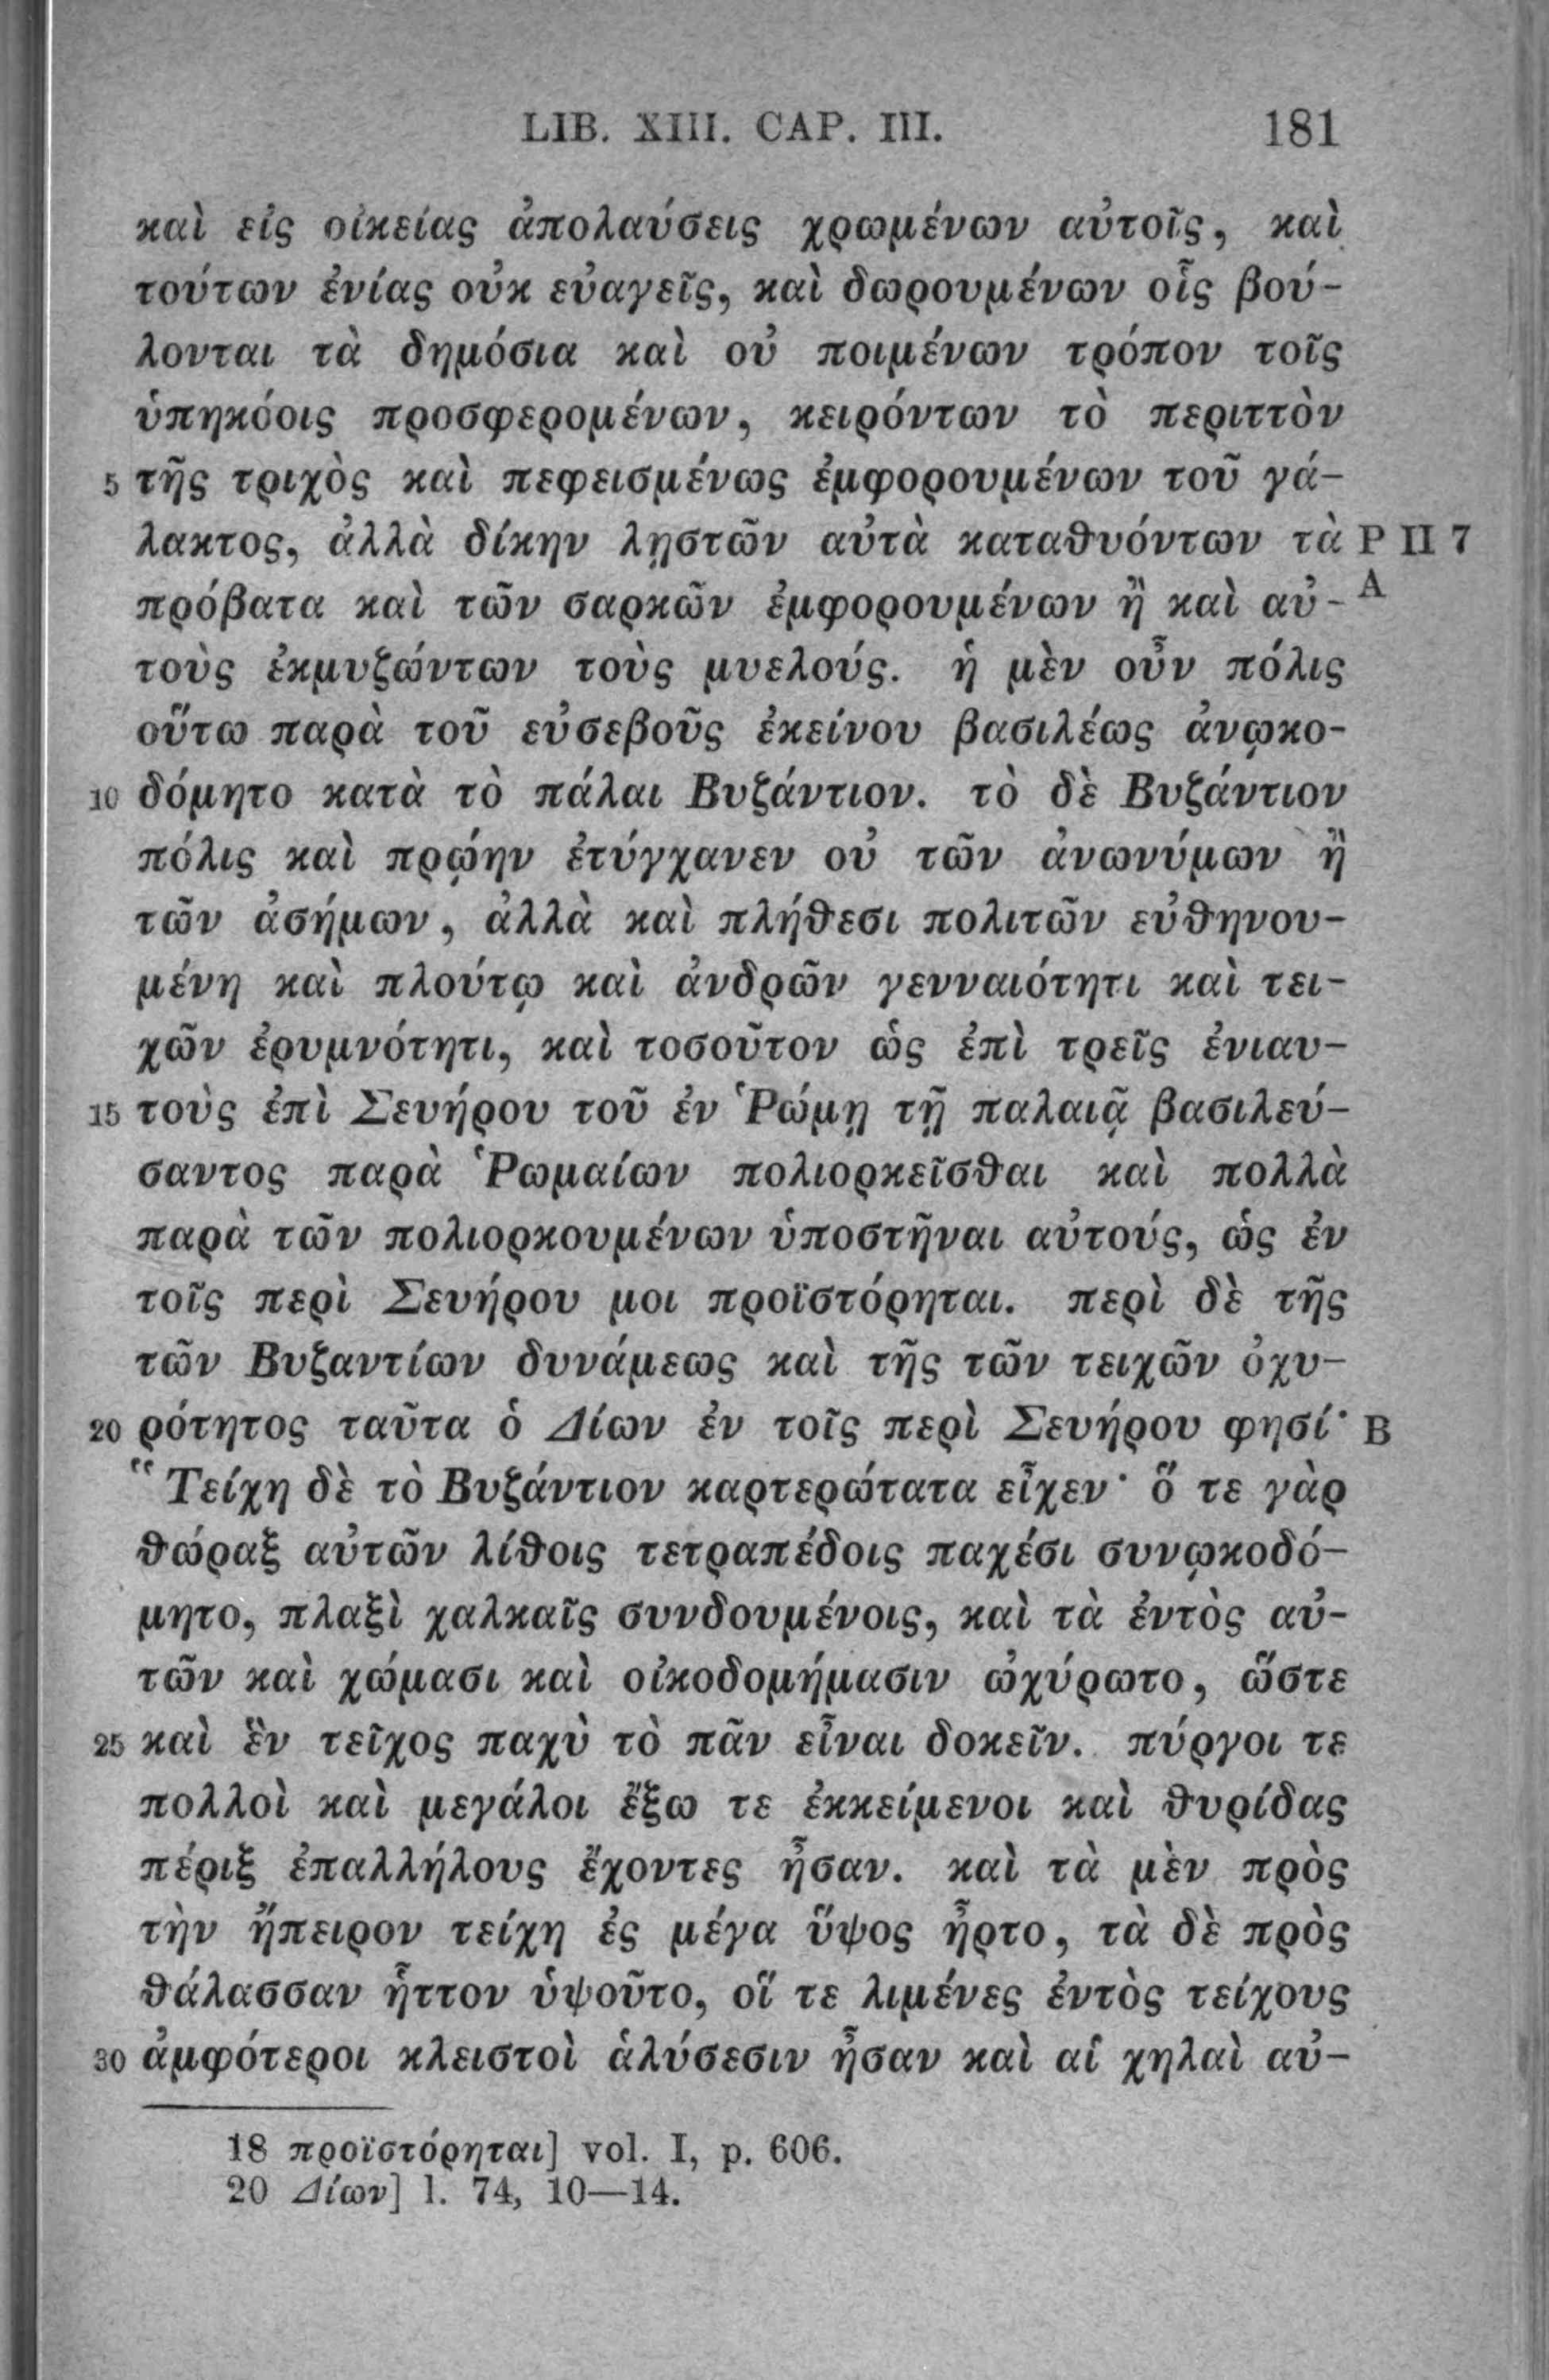 LIB. XIII. CAP. III. 181
καὶ εἰς οἰκείας ἀπολαύσεις χρωμένων αὐτοῖς, καὶ
τούτων ἐνίας οὐκ εὐαγεῖς, καὶ δωρουμένων οἷς βού-
λονται τὰ δημόσια καὶ οὐ ποιμένων τρόπον τοῖς
ὑπηκόοις προσφερομένων, κειρόντων τὸ περιττὸν
5 τῆς τριχὸς καὶ πεφεισμένως ἐμφορουμένων τοῦ γά-
λακτος, ἀλλὰ δίκην λῃστῶν αὐτὰ καταθυόντων τὰ P II 7
πρόβατα καὶ τῶν σαρκῶν ἐμφορουμένων ἢ καὶ αὐ- A
τοὺς ἐκμυζώντων τοὺς μυελούς. ἡ μὲν οὖν πόλις
οὕτω παρὰ τοῦ εὐσεβοῦς ἐκείνου βασιλέως ἀνῳκο-
10 δόμητο κατὰ τὸ πάλαι Βυζάντιον. τὸ δὲ Βυζάντιον
πόλις καὶ πρῴην ἐτύγχανεν οὐ τῶν ἀνωνύμων ἢ
τῶν ἀσήμων, ἀλλὰ καὶ πλήθεσι πολιτῶν εὐθηνου-
μένη καὶ πλούτῳ καὶ ἀνδρῶν γενναιότητι καὶ τει-
χῶν ἐρυμνότητι, καὶ τοσοῦτον ὡς ἐπὶ τρεῖς ἐνιαυ-
15 τοὺς ἐπὶ Σευήρου τοῦ ἐν Ῥώμῃ τῇ παλαιᾷ βασιλεύ-
σαντος παρὰ Ῥωμαίων πολιορκεῖσθαι καὶ πολλὰ
παρὰ τῶν πολιορκουμένων ὑποστῆναι αὐτούς, ὡς ἐν
τοῖς περὶ Σευήρου μοι προϊστόρηται. περὶ δὲ τῆς
τῶν Βυζαντίων δυνάμεως καὶ τῆς τῶν τειχῶν ὀχυ-
20 ρότητος ταῦτα ὁ Δίων ἐν τοῖς περὶ Σευήρου φησί· B
“Τείχη δὲ τὸ Βυζάντιον καρτερώτατα εἶχεν· ὅ τε γὰρ
θώραξ αὐτῶν λίθοις τετραπέδοις παχέσι συνῳκοδό-
μητο, πλαξὶ χαλκαῖς συνδουμένοις, καὶ τὰ ἐντὸς αὐ-
τῶν καὶ χώμασι καὶ οἰκοδομήμασιν ὠχύρωτο, ὥστε
25 καὶ ἓν τεῖχος παχὺ τὸ πᾶν εἶναι δοκεῖν. πύργοι τε
πολλοὶ καὶ μεγάλοι ἔξω τε ἐκκείμενοι καὶ θυρίδας
πέριξ ἐπαλλήλους ἔχοντες ἦσαν. καὶ τὰ μὲν πρὸς
τὴν ἤπειρον τείχη ἐς μέγα ὕψος ἦρτο, τὰ δὲ πρὸς
θάλασσαν ἧττον ὑψοῦτο, οἵ τε λιμένες ἐντὸς τείχους
30 ἀμφότεροι κλειστοὶ ἁλύσεσιν ἦσαν καὶ αἱ χηλαὶ αὐ-
18 προϊστόρηται] vol. I, p. 606.
20 Δίων] l. 74, 10—14.